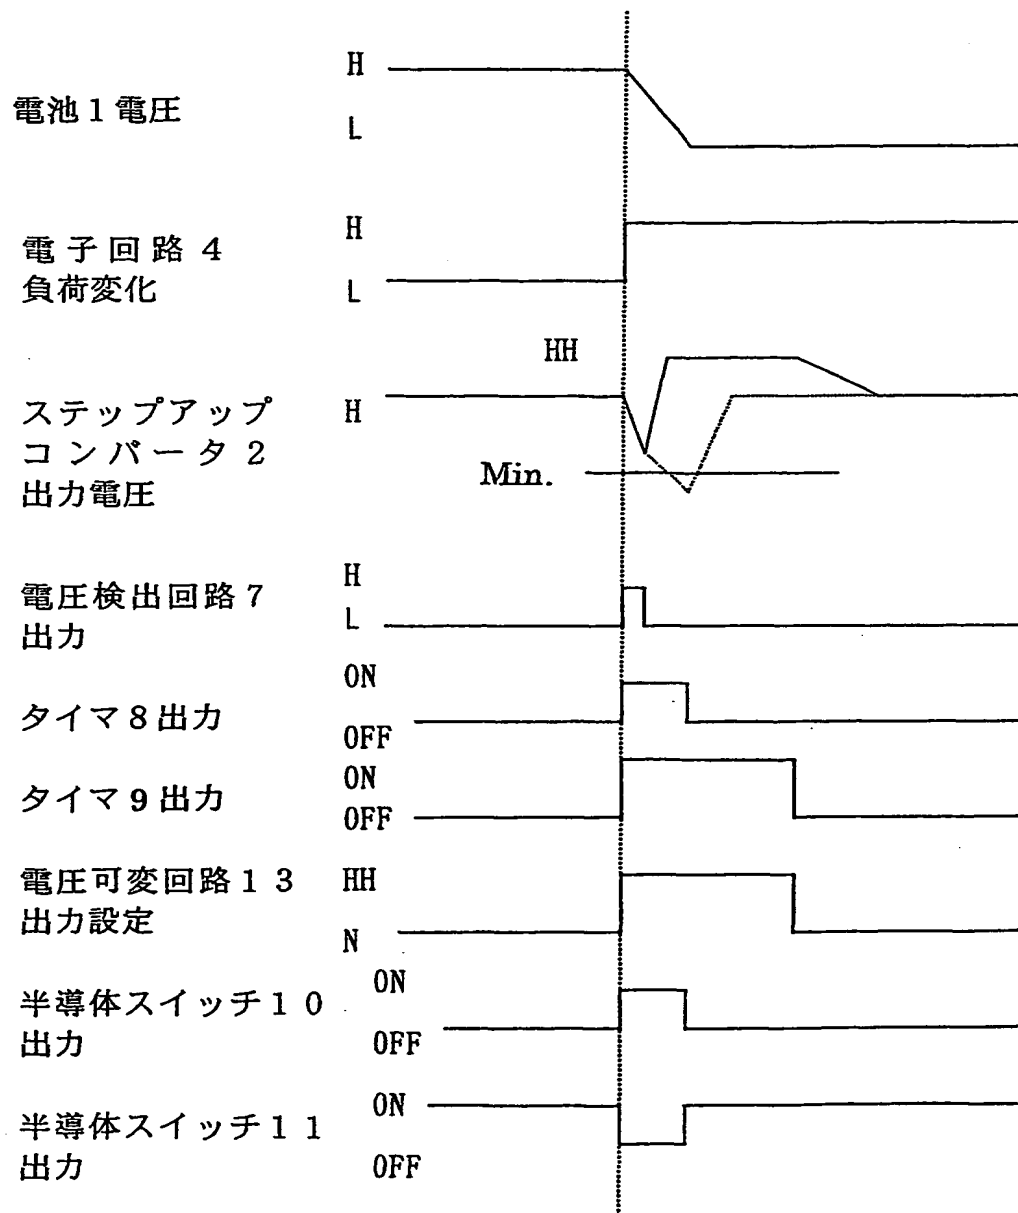 H
電池1電圧
L
H
電子回路4
負荷変化
L
HH
ステップアップ
H
コンバータ2
Min.
出力電圧
H
電圧検出回路7
L
出力
ON
タイマ8出力
OFF
ON
タイマ9出力
OFF
電圧可変回路13
HH
出力設定
N
ON
半導体スイッチ10
出力
OFF
ON
半導体スイッチ11
出力
OFF